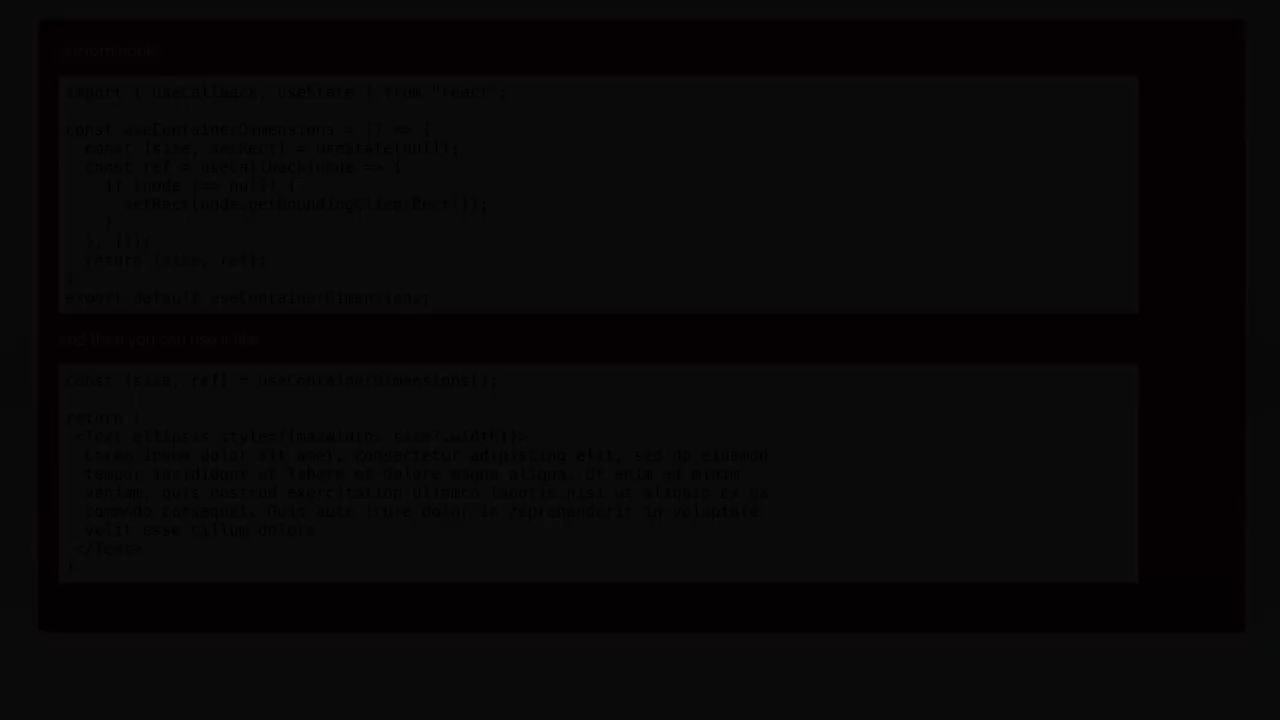 custom hook
import { useCallback, useState } from "react";
const useContainerDimensions = () => {
const [size, setRect] = useState(null);
const ref = useCallback(node => {
if (node !== null) {
setRect(node.getBoundingClientRect());
}
}, []);
return [size, ref];
}
export default useContainerDimensions;
and then you can use it like
const [size, ref] = useContainerDimensions();
return (
<Text ellipsis style={{maxWidth: size?.width}}>
Lorem ipsum dolor sit amet, consectetur adipiscing elit, sed do eiusmod
tempor incididunt ut labore et dolore magna aliqua. Ut enim ad minim
veniam, quis nostrud exercitation ullamco laboris nisi ut aliquip ex ea
commodo consequat. Duis aute irure dolor in reprehenderit in voluptate
velit esse cillum dolore
</Text>
)